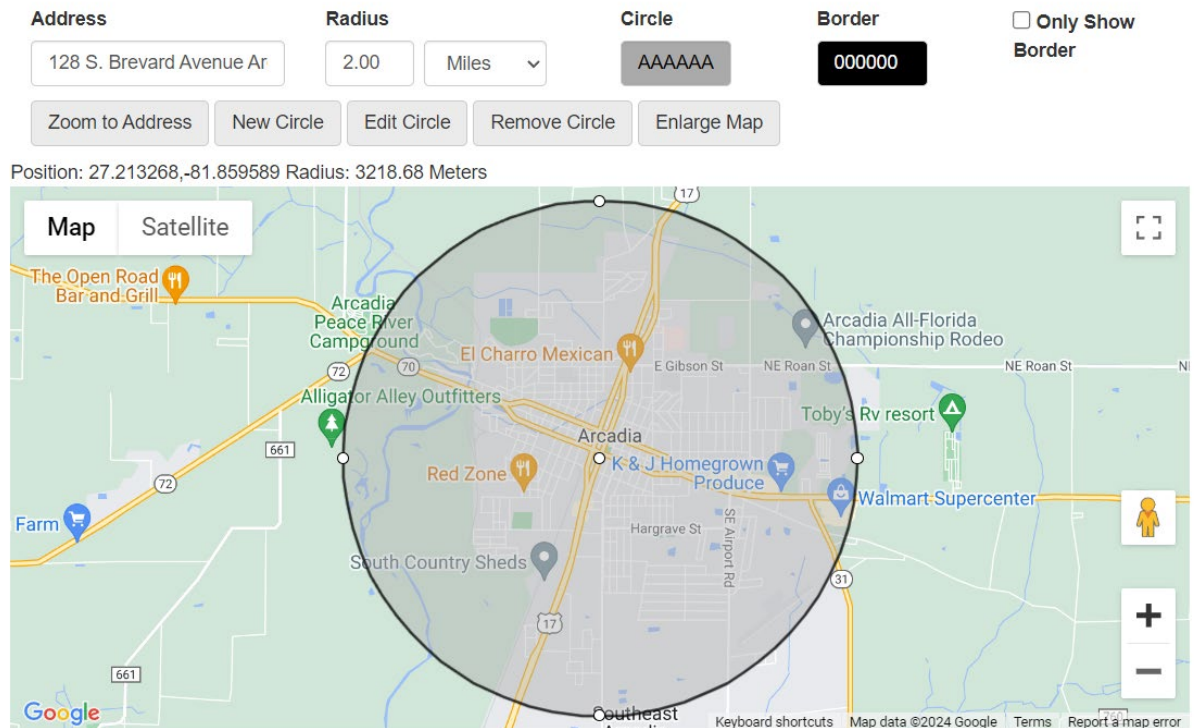 Address Radius Circle Border Only Show Border
128 S. Brevard Avenue Ar 2.00 Miles AAAAAA 000000
Zoom to Address New Circle Edit Circle Remove Circle Enlarge Map
Position: 27.213268,-81.859589 Radius: 3218.68 Meters
17
Map Satellite
The Open Road
Bar and Grill
Arcadia
Peace River
Campground
Arcadia All-Florida
Championship Rodeo
El Charro Mexican
E Gibson St
NE Roan St
NE Roan St
72
70
Alligator Alley Outfitters
Toby's Rv resort
Arcadia
661
K & J Homegrown
Produce
Red Zone
72
Walmart Supercenter
Farm
Hargrave St
SE Airport Rd
South Country Sheds
31
17
661
Google
Southeast
Keyboard shortcuts Map data ©2024 Google Terms Report a map error